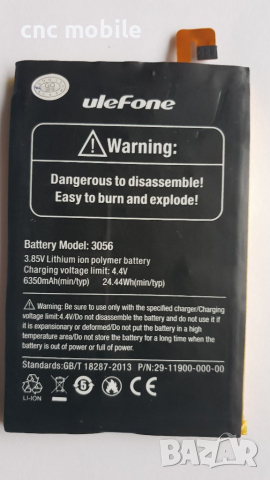 cnc mobile
ulefone
Warning:
Dangerous to disassemble!
Easy to burn and explode!
Battery Model: 3056
3.85V Lithium ion polymer battery
Charging voltage limit: 4.4V
6350mAh(min/typ) 24.44Wh(min/typ)
Warning: Be sure to use only with the specified charger/Charging
voltage limit:4.4V/Do not disassemble the battery and do not use it if
it is expansionary or deformed/Do not put the battery in a high
temperature area/Do not store the battery for a long time when the
battery is out of power or full of power.
Standards:GB/T 18287-2013 P/N:29-11900-000-00
LI-ION
BAZAR